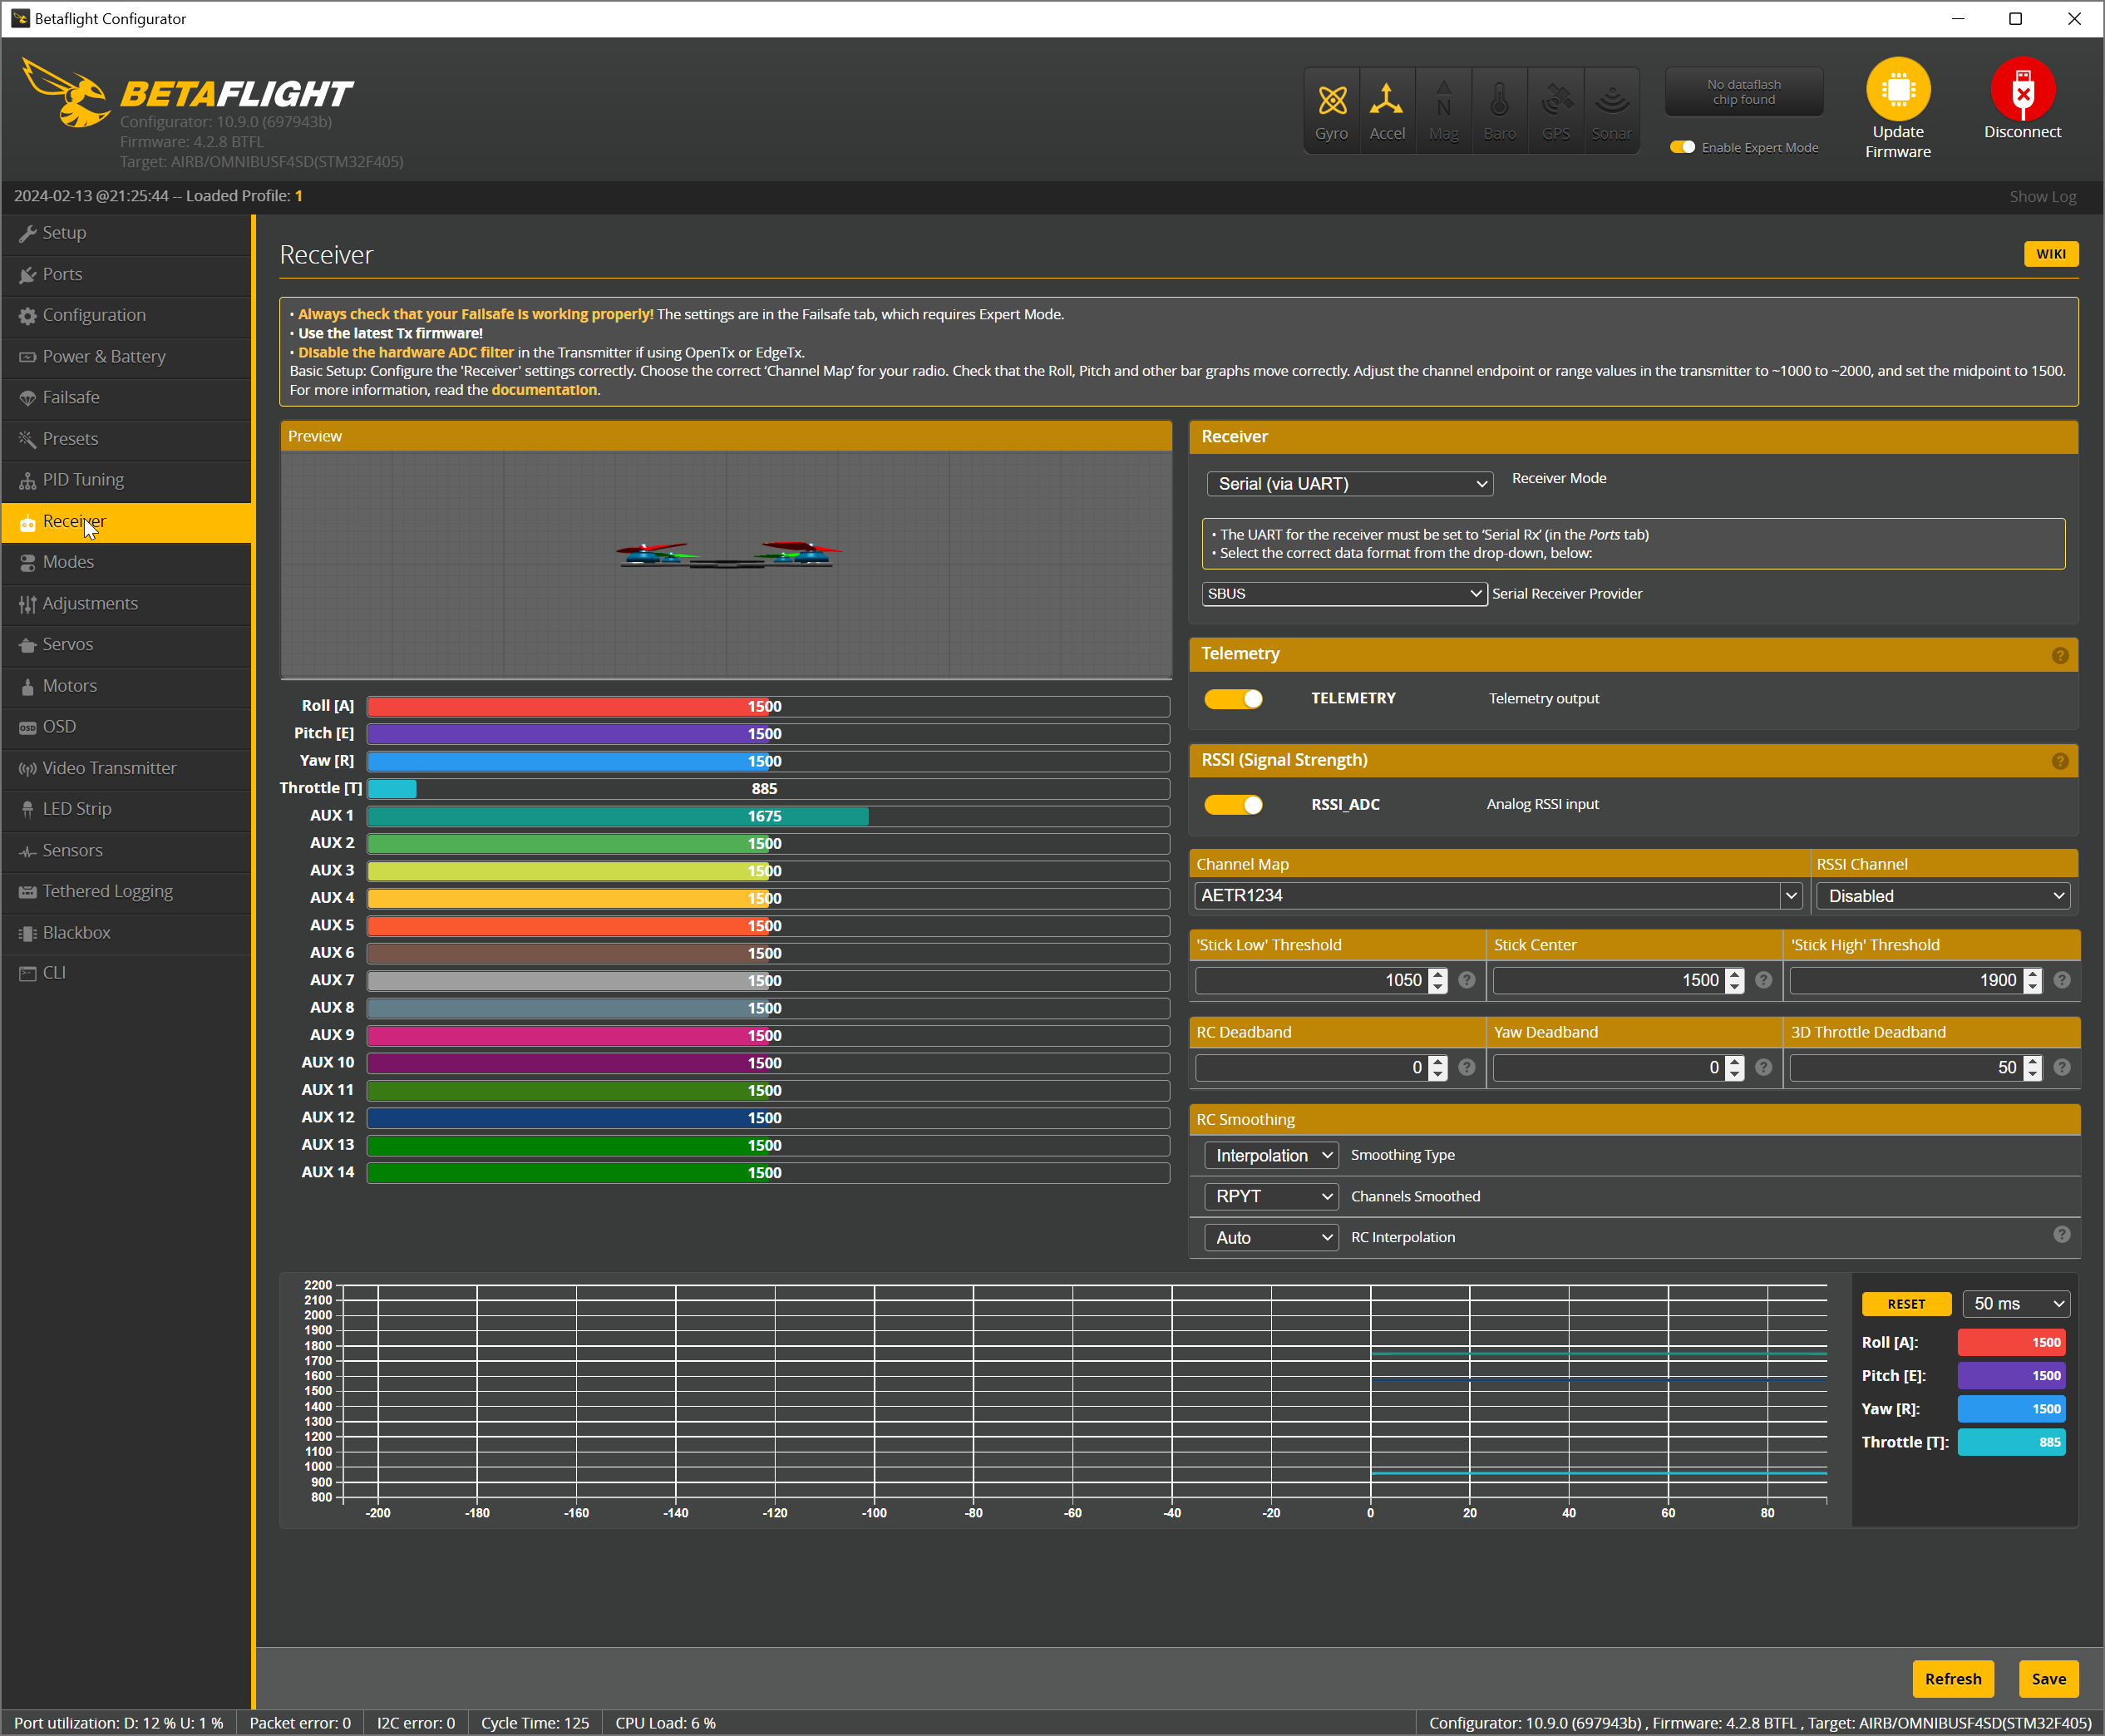 Betaflight Configurator
BETAFLIGHT
Configurator: 10.9.0 (697943b)
Firmware: 4.2.8 BTFL
Target: AIRB/OMNIBUSF4SD(STM32F405)
Gyro
Accel
Mag
Baro
GPS
Sonar
No dataflash
chip found
Enable Expert Mode
Update
Firmware
Disconnect
2024-02-13 @21:25:44 -- Loaded Profile: 1
Show Log
Setup
Ports
Configuration
Power & Battery
Failsafe
Presets
PID Tuning
Receiver
Modes
Adjustments
Servos
Motors
OSD
Video Transmitter
LED Strip
Sensors
Tethered Logging
Blackbox
CLI
Receiver
WIKI
• Always check that your Failsafe is working properly! The settings are in the Failsafe tab, which requires Expert Mode.
• Use the latest Tx firmware!
• Disable the hardware ADC filter in the Transmitter if using OpenTx or EdgeTx.
Basic Setup: Configure the 'Receiver' settings correctly. Choose the correct 'Channel Map' for your radio. Check that the Roll, Pitch and other bar graphs move correctly. Adjust the channel endpoint or range values in the transmitter to ~1000 to ~2000, and set the midpoint to 1500.
For more information, read the documentation.
Preview
Roll [A] 1500
Pitch [E] 1500
Yaw [R] 1500
Throttle [T] 885
AUX 1 1675
AUX 2 1500
AUX 3 1500
AUX 4 1500
AUX 5 1500
AUX 6 1500
AUX 7 1500
AUX 8 1500
AUX 9 1500
AUX 10 1500
AUX 11 1500
AUX 12 1500
AUX 13 1500
AUX 14 1500
Receiver
Serial (via UART) Receiver Mode
• The UART for the receiver must be set to 'Serial Rx' (in the Ports tab)
• Select the correct data format from the drop-down, below:
SBUS Serial Receiver Provider
Telemetry ?
TELEMETRY Telemetry output
RSSI (Signal Strength) ?
RSSI_ADC Analog RSSI input
Channel Map RSSI Channel
AETR1234 Disabled
'Stick Low' Threshold Stick Center 'Stick High' Threshold
1050 ? 1500 ? 1900 ?
RC Deadband Yaw Deadband 3D Throttle Deadband
0 ? 0 ? 50 ?
RC Smoothing
Interpolation Smoothing Type
RPYT Channels Smoothed
Auto RC Interpolation ?
2200
2100
2000
1900
1800
1700
1600
1500
1400
1300
1200
1100
1000
900
800
-200 -180 -160 -140 -120 -100 -80 -60 -40 -20 0 20 40 60 80
RESET 50 ms
Roll [A]: 1500
Pitch [E]: 1500
Yaw [R]: 1500
Throttle [T]: 885
Refresh Save
Port utilization: D: 12 % U: 1 % Packet error: 0 I2C error: 0 Cycle Time: 125 CPU Load: 6 % Configurator: 10.9.0 (697943b) , Firmware: 4.2.8 BTFL , Target: AIRB/OMNIBUSF4SD(STM32F405)